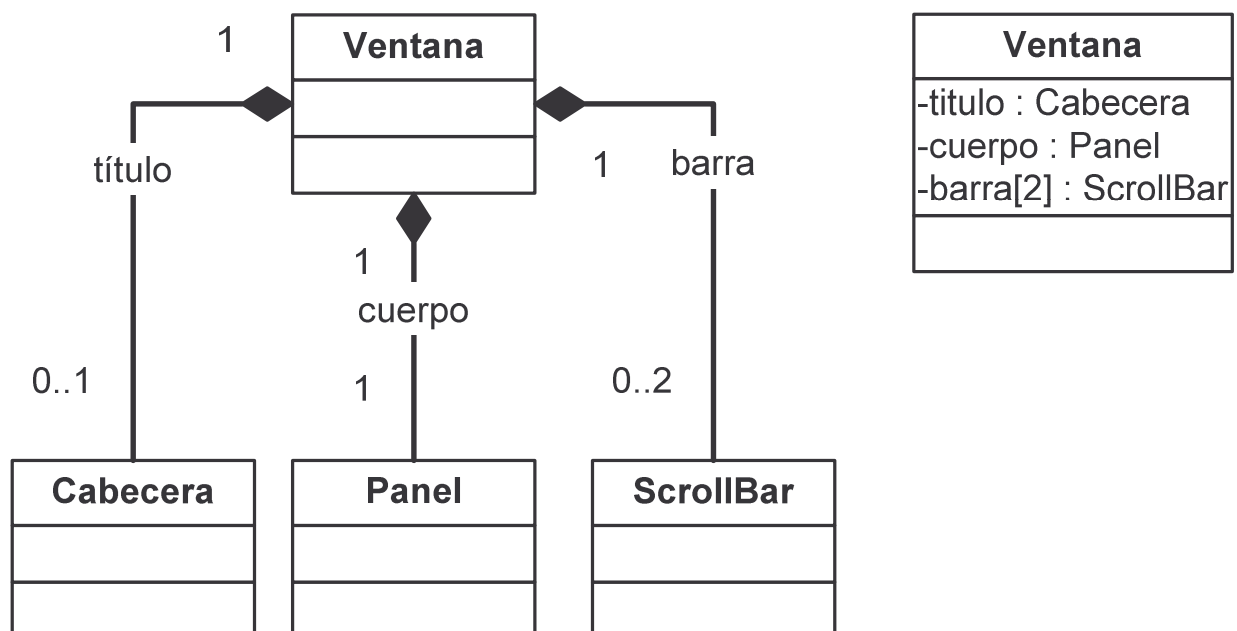 1
Ventana
título
1
cuerpo
1
barra
0..1
1
0..2
Cabecera
Panel
ScrollBar
Ventana
-titulo : Cabecera
-cuerpo : Panel
-barra[2] : ScrollBar